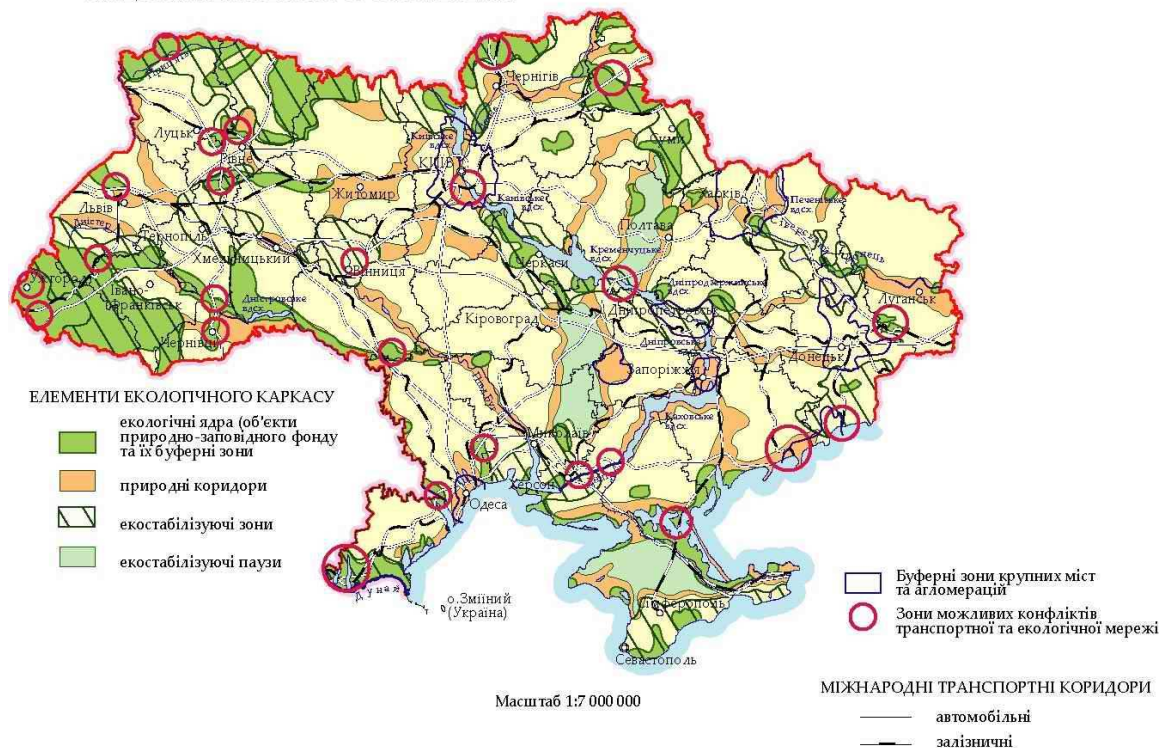 Чернігів
Луцьк
Рівне
Київське
вдсх.
КИЇВ
Суми
Житомир
Львів
Дністер
Тернопіль
Хмельницький
Канівське
вдсх.
Харків
Печенізьке
вдсх.
Полтава
Вінниця
Черкаси
Кременчуцьке
вдсх.
Ужгород
Івано-
Франківськ
Дністровське
вдсх.
Чернівці
Кіровоград
Дніпропетровськ
Дніпровське
Луганськ
Донецьк
Запоріжжя
Каховське
вдсх.
Миколаїв
Херсон
Одеса
Дунай
о.Зміїний
(Україна)
Сімферополь
Севастополь
ЕЛЕМЕНТИ ЕКОЛОГІЧНОГО КАРКАСУ
екологічні ядра (об'єкти
природно-заповідного фонду
та їх буферні зони
природні коридори
екостабілізуючі зони
екостабілізуючі паузи
Буферні зони крупних міст
та агломерацій
Зони можливих конфліктів
транспортної та екологічної мережі
Масштаб 1:7 000 000
МІЖНАРОДНІ ТРАНСПОРТНІ КОРИДОРИ
автомобільні
залізничні